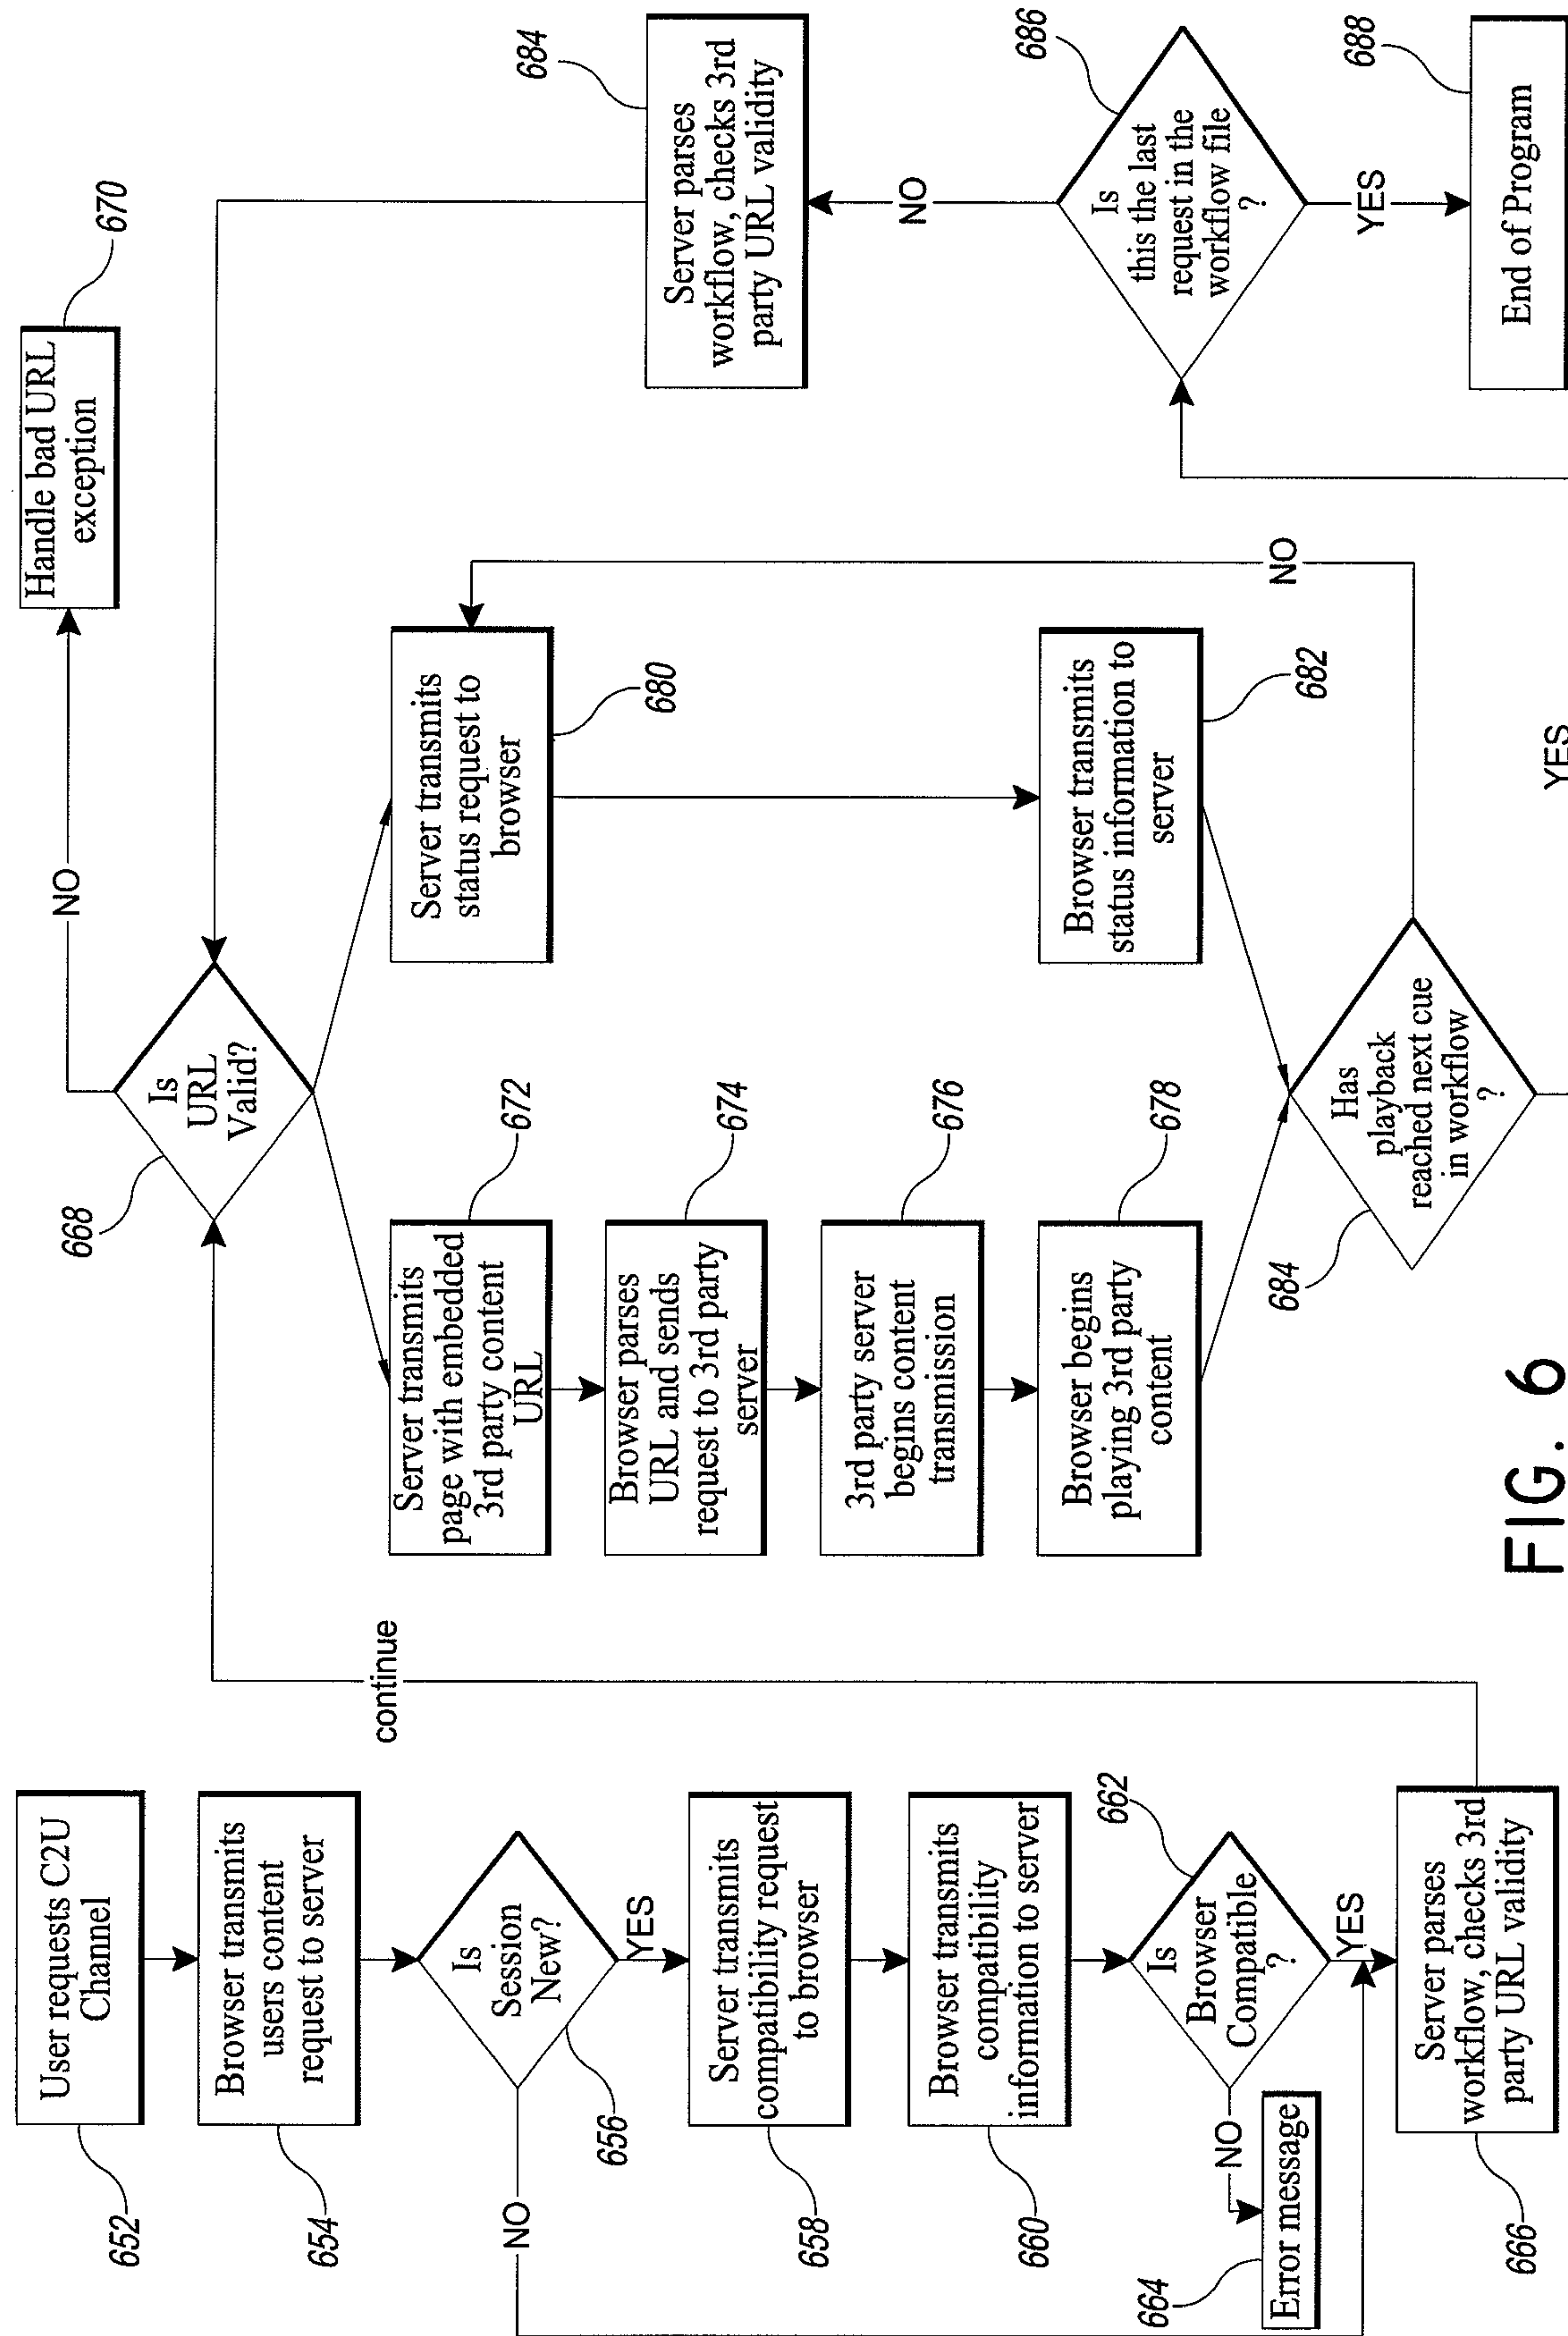 User requests C2U
Channel
652
Browser transmits
users content
request to server
654
Is
Session
New?
656
NO
YES
Server transmits
compatibility request
to browser
658
Browser transmits
compatibility
information to server
660
Is
Browser
Compatible
?
662
NO
YES
Error message
664
Server parses
workflow, checks 3rd
party URL validity
666
continue
Is
URL
Valid?
668
NO
Handle bad URL
exception
670
Server transmits
page with embedded
3rd party content
URL
672
Browser parses
URL and sends
request to 3rd party
server
674
3rd party server
begins content
transmission
676
Browser begins
playing 3rd party
content
678
Server transmits
status request to
browser
680
Browser transmits
status information to
server
682
Has
playback
reached next cue
in workflow
?
684
NO
YES
Server parses
workflow, checks 3rd
party URL validity
684
NO
Is
this the last
request in the
workflow file
?
686
YES
End of Program
688
FIG. 6